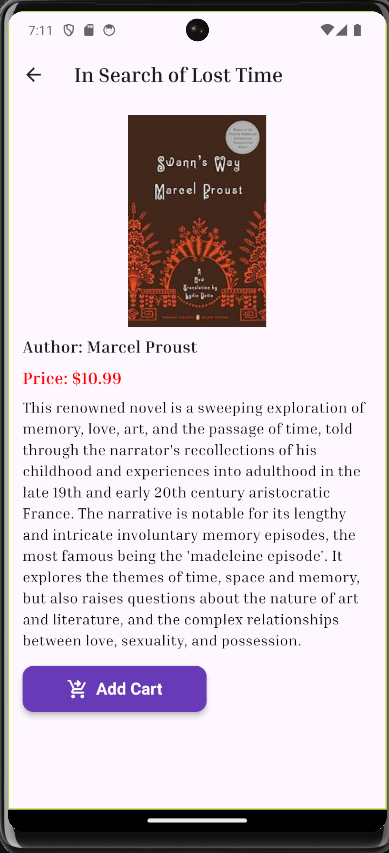 7:11
In Search of Lost Time
Swann's Way
Marcel Proust
A
New
Translation by
Lydia Davis
Author: Marcel Proust
Price: $10.99
This renowned novel is a sweeping exploration of
memory, love, art, and the passage of time, told
through the narrator's recollections of his
childhood and experiences into adulthood in the
late 19th and early 20th century aristocratic
France. The narrative is notable for its lengthy
and intricate involuntary memory episodes, the
most famous being the 'madeleine episode'. It
explores the themes of time, space and memory,
but also raises questions about the nature of art
and literature, and the complex relationships
between love, sexuality, and possession.
Add Cart